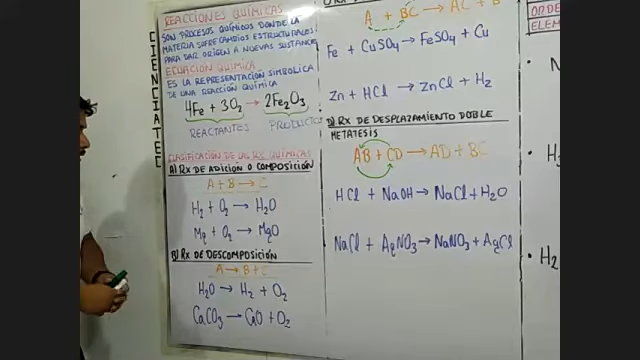 REACCIONES QUÍMICAS
SON PROCESOS QUÍMICOS DONDE LA
MATERIA SUFRE CAMBIOS ESTRUCTURALES
PARA DAR ORIGEN A NUEVAS SUSTANCIAS
ECUACIÓN QUÍMICA
ES LA REPRESENTACIÓN SIMBOLICA
DE UNA REACCIÓN QUÍMICA
4Fe + 3O₂ → 2Fe₂O₃
REACTANTES PRODUCTO
CLASIFICACIÓN DE LAS RX QUÍMICAS
A) RX DE ADICIÓN O COMPOSICIÓN
A + B → C
H₂ + O₂ → H₂O
Mg + O₂ → MgO
B) RX DE DESCOMPOSICIÓN
A → B + C
H₂O → H₂ + O₂
CaCO₃ → CaO + O₂
CIENCIATEC
A + BC → AC + B
Fe + CuSO₄ → FeSO₄ + Cu
Zn + HCl → ZnCl + H₂
D) RX DE DESPLAZAMIENTO DOBLE
METATESIS
AB + CD → AD + BC
HCl + NaOH → NaCl + H₂O
NaCl + AgNO₃ → NaNO₃ + AgCl
ELEM
• H₂